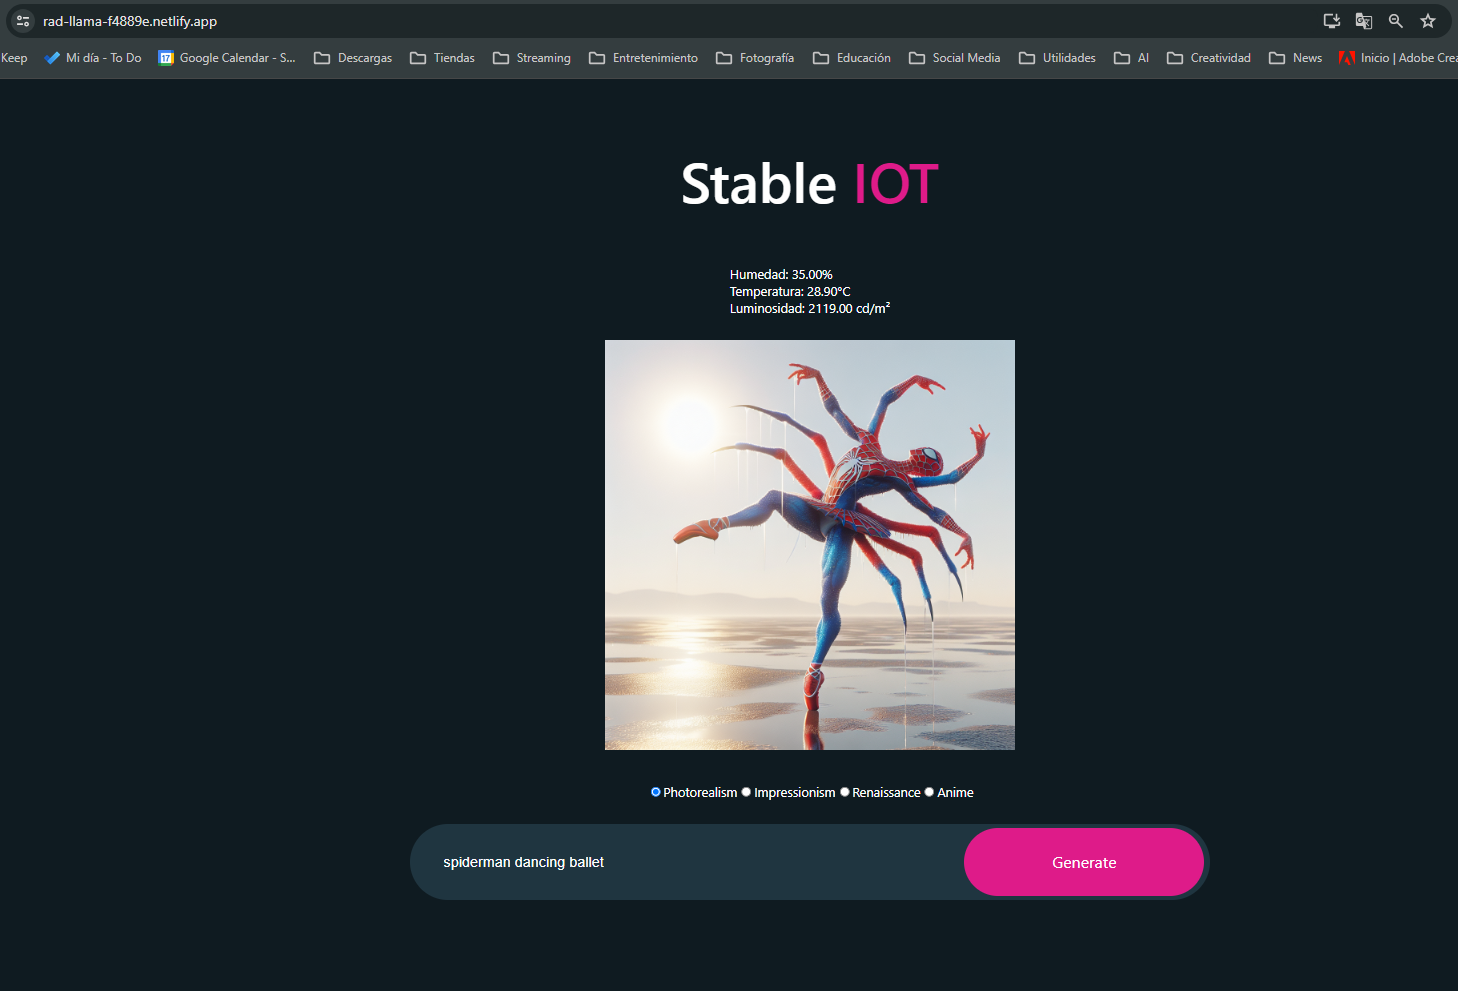 rad-llama-f4889e.netlify.app
Keep Mi día - To Do 17 Google Calendar - S... Descargas Tiendas Streaming Entretenimiento Fotografía Educación Social Media Utilidades AI Creatividad News Inicio | Adobe Crea
Stable IOT
Humedad: 35.00%
Temperatura: 28.90°C
Luminosidad: 2119.00 cd/m²
Photorealism Impressionism Renaissance Anime
spiderman dancing ballet Generate